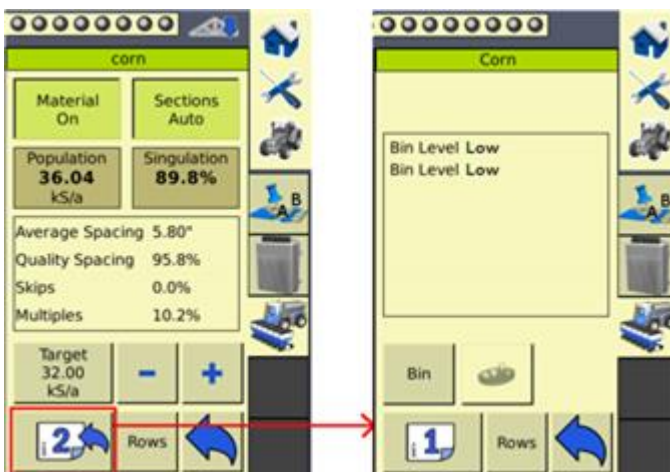 corn
Material
On
Sections
Auto
Population
36.04
kS/a
Singulation
89.8%
Average Spacing 5.80"
Quality Spacing 95.8%
Skips 0.0%
Multiples 10.2%
Target
32.00
kS/a
-
+
2
Rows
A B
Corn
Bin Level Low
Bin Level Low
Bin
1
Rows
A B